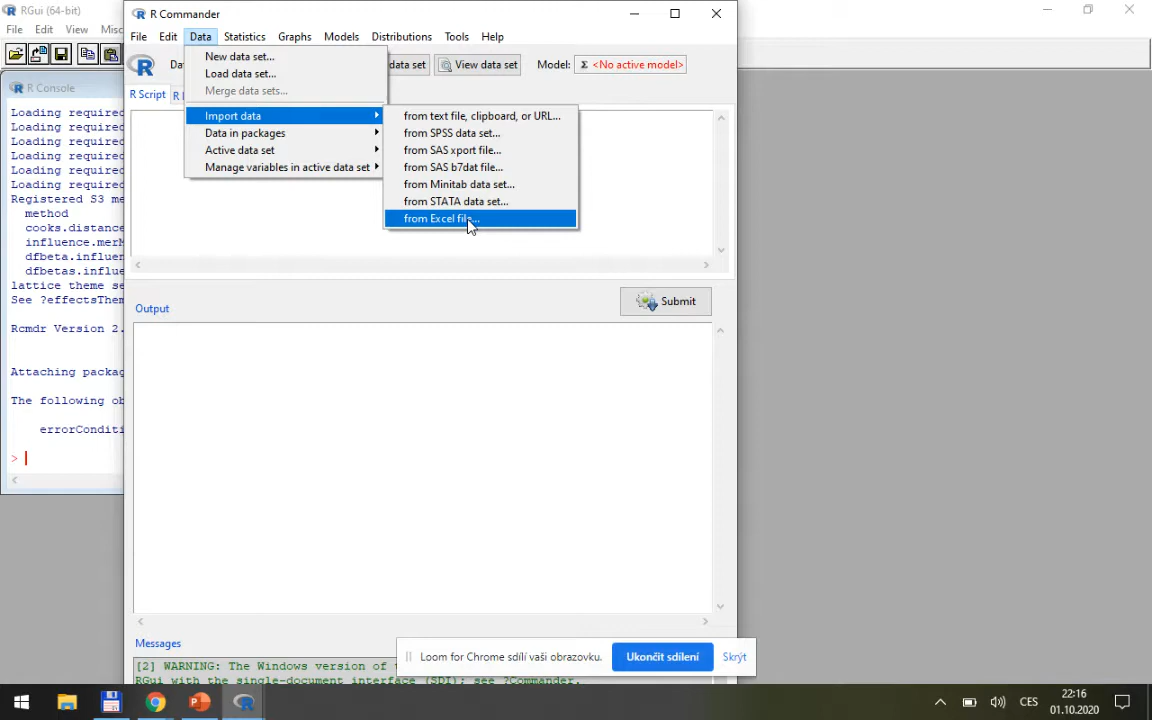 RGui (64-bit)
File Edit View Misc
R Console
Loading required
Loading required
Loading required
Loading required
Loading required
Loading required
Registered S3 me
method
cooks.distance
influence.merM
dfbeta.influen
dfbetas.influe
lattice theme se
See ?effectsThem
Rcmdr Version 2.
Attaching packag
The following ob
errorConditi
>
R Commander
File Edit Data Statistics Graphs Models Distributions Tools Help
data set View data set Model: Σ <No active model>
R Script
New data set...
Load data set...
Merge data sets...
Import data
Data in packages
Active data set
Manage variables in active data set
from text file, clipboard, or URL...
from SPSS data set...
from SAS xport file...
from SAS b7dat file...
from Minitab data set...
from STATA data set...
from Excel file...
Submit
Output
Messages
[2] WARNING: The Windows version of
RGui with the single-document interface (SDI); see ?Commander.
Loom for Chrome sdílí vaši obrazovku.
Ukončit sdílení
Skrýt
CES
22:16
01.10.2020